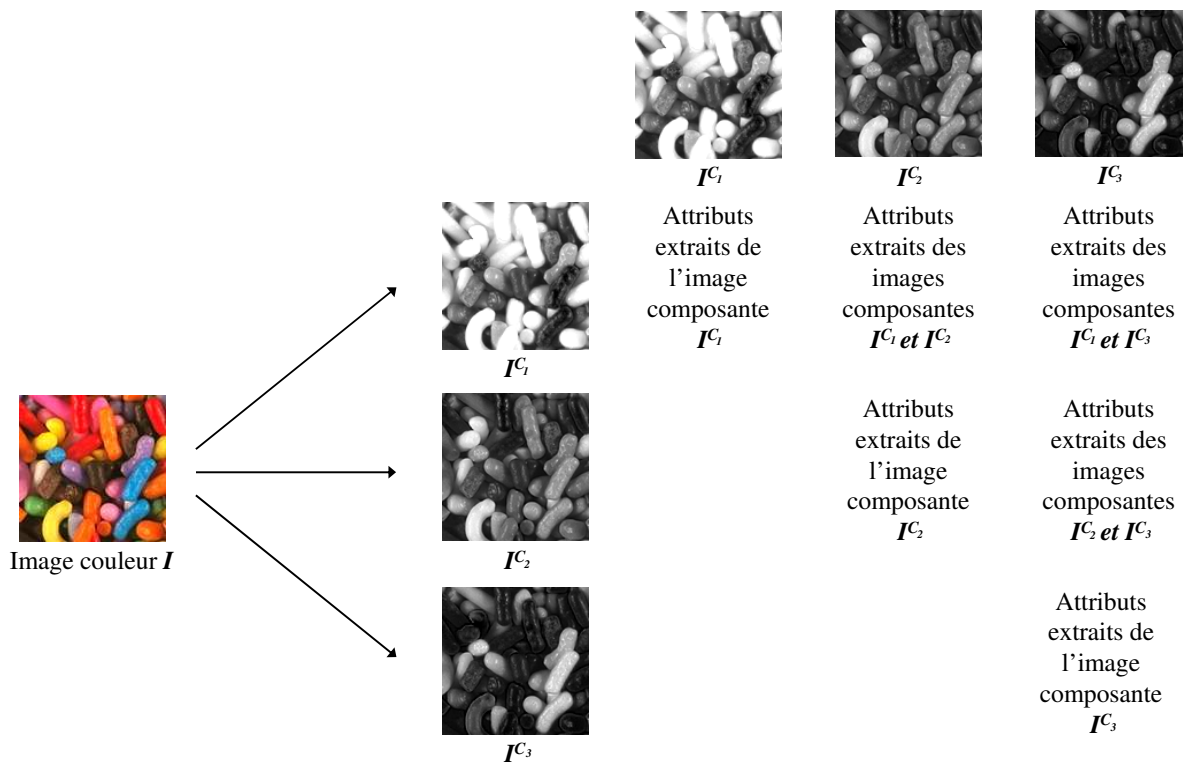 I^C₁
I^C₂
I^C₃
Attributs
extraits de
l'image
composante
I^C₁
Attributs
extraits des
images
composantes
I^C₁ et I^C₂
Attributs
extraits des
images
composantes
I^C₁ et I^C₃
I^C₁
Attributs
extraits de
l'image
composante
I^C₂
Attributs
extraits des
images
composantes
I^C₂ et I^C₃
Image couleur I
I^C₂
Attributs
extraits de
l'image
composante
I^C₃
I^C₃